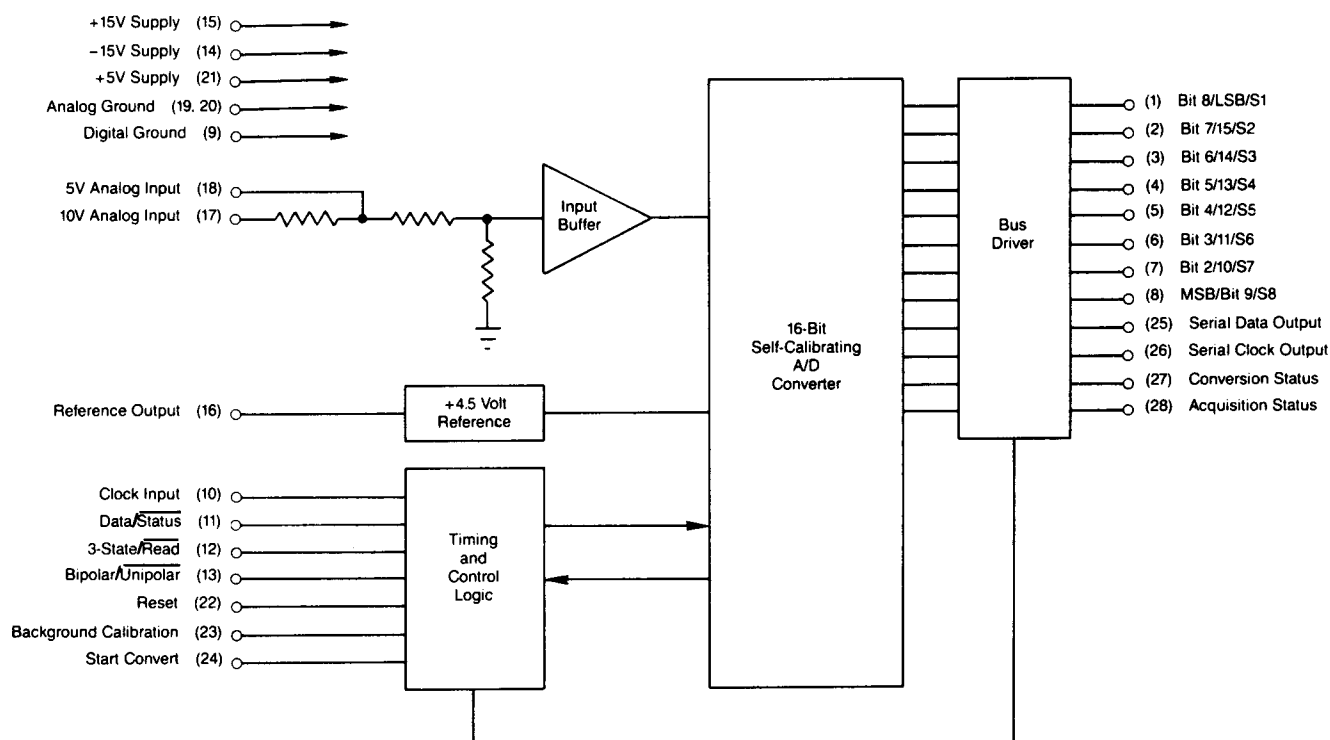 +15V Supply (15)
−15V Supply (14)
+5V Supply (21)
Analog Ground (19, 20)
Digital Ground (9)
5V Analog Input (18)
10V Analog Input (17)
Input
Buffer
Reference Output (16)
+4.5 Volt
Reference
Clock Input (10)
Data/Status (11)
3-State/Read (12)
Bipolar/Unipolar (13)
Reset (22)
Background Calibration (23)
Start Convert (24)
Timing
and
Control
Logic
16-Bit
Self-Calibrating
A/D
Converter
Bus
Driver
(1) Bit 8/LSB/S1
(2) Bit 7/15/S2
(3) Bit 6/14/S3
(4) Bit 5/13/S4
(5) Bit 4/12/S5
(6) Bit 3/11/S6
(7) Bit 2/10/S7
(8) MSB/Bit 9/S8
(25) Serial Data Output
(26) Serial Clock Output
(27) Conversion Status
(28) Acquisition Status